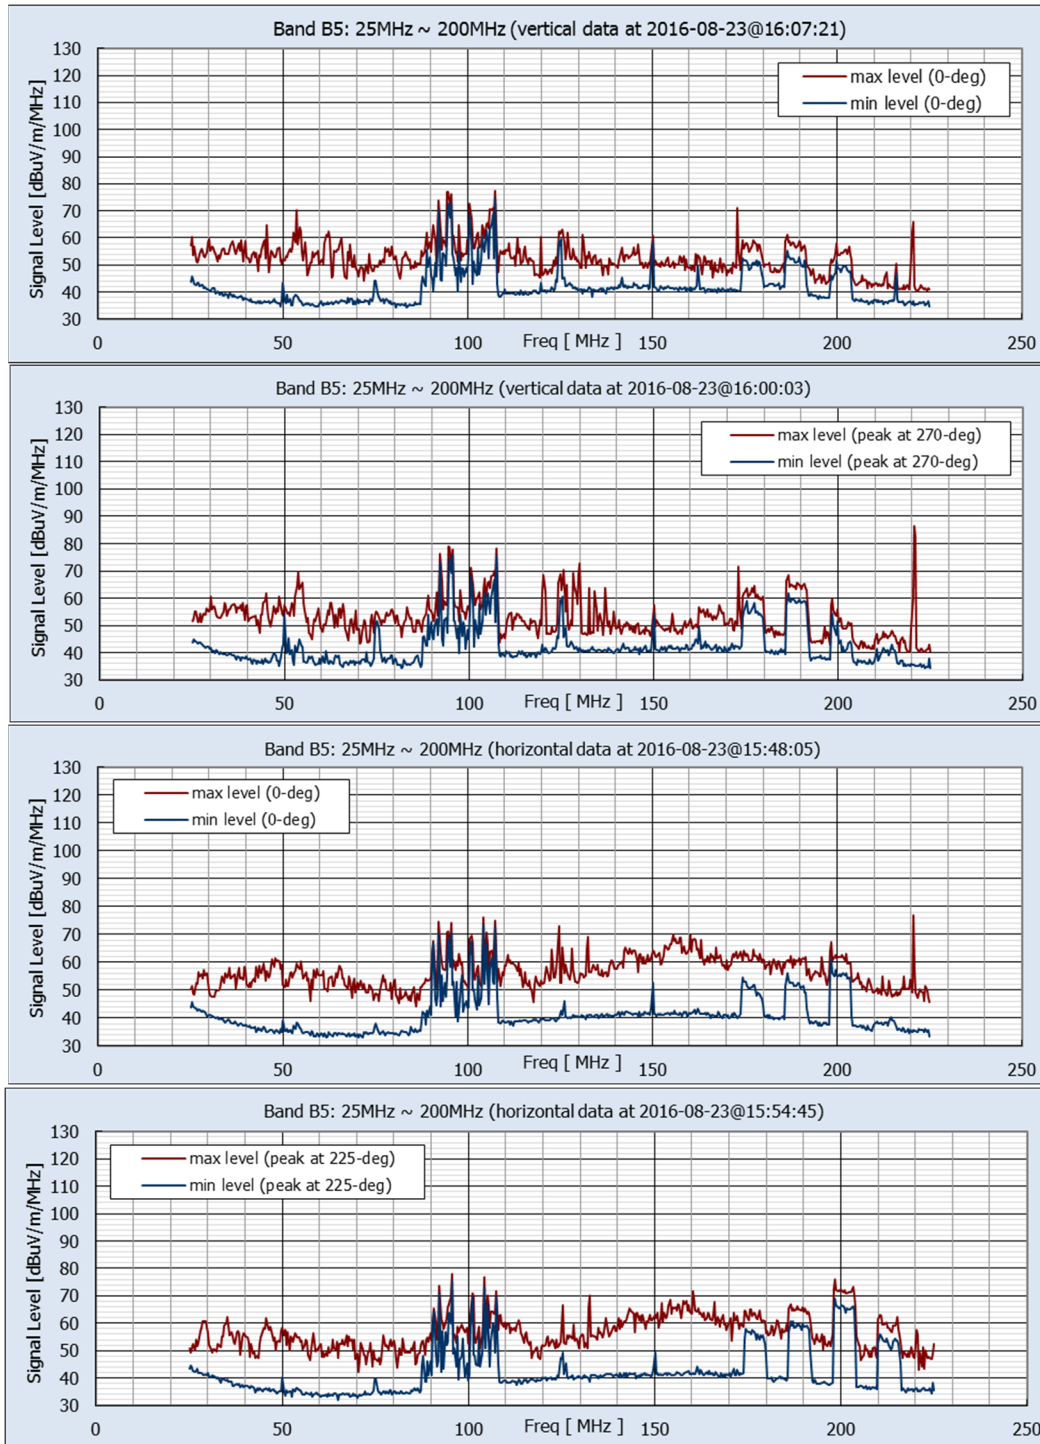 Band B5: 25MHz ~ 200MHz (vertical data at 2016-08-23@16:07:21)
Signal Level [dBuV/m/MHz]
130
120
110
100
90
80
70
60
50
40
30
max level (0-deg)
min level (0-deg)
0 50 100 150 200 250
Freq [ MHz ]
Band B5: 25MHz ~ 200MHz (vertical data at 2016-08-23@16:00:03)
Signal Level [dBuV/m/MHz]
130
120
110
100
90
80
70
60
50
40
30
max level (peak at 270-deg)
min level (peak at 270-deg)
0 50 100 150 200 250
Freq [ MHz ]
Band B5: 25MHz ~ 200MHz (horizontal data at 2016-08-23@15:48:05)
Signal Level [dBuV/m/MHz]
130
120
110
100
90
80
70
60
50
40
30
max level (0-deg)
min level (0-deg)
0 50 100 150 200 250
Freq [ MHz ]
Band B5: 25MHz ~ 200MHz (horizontal data at 2016-08-23@15:54:45)
Signal Level [dBuV/m/MHz]
130
120
110
100
90
80
70
60
50
40
30
max level (peak at 225-deg)
min level (peak at 225-deg)
0 50 100 150 200 250
Freq [ MHz ]